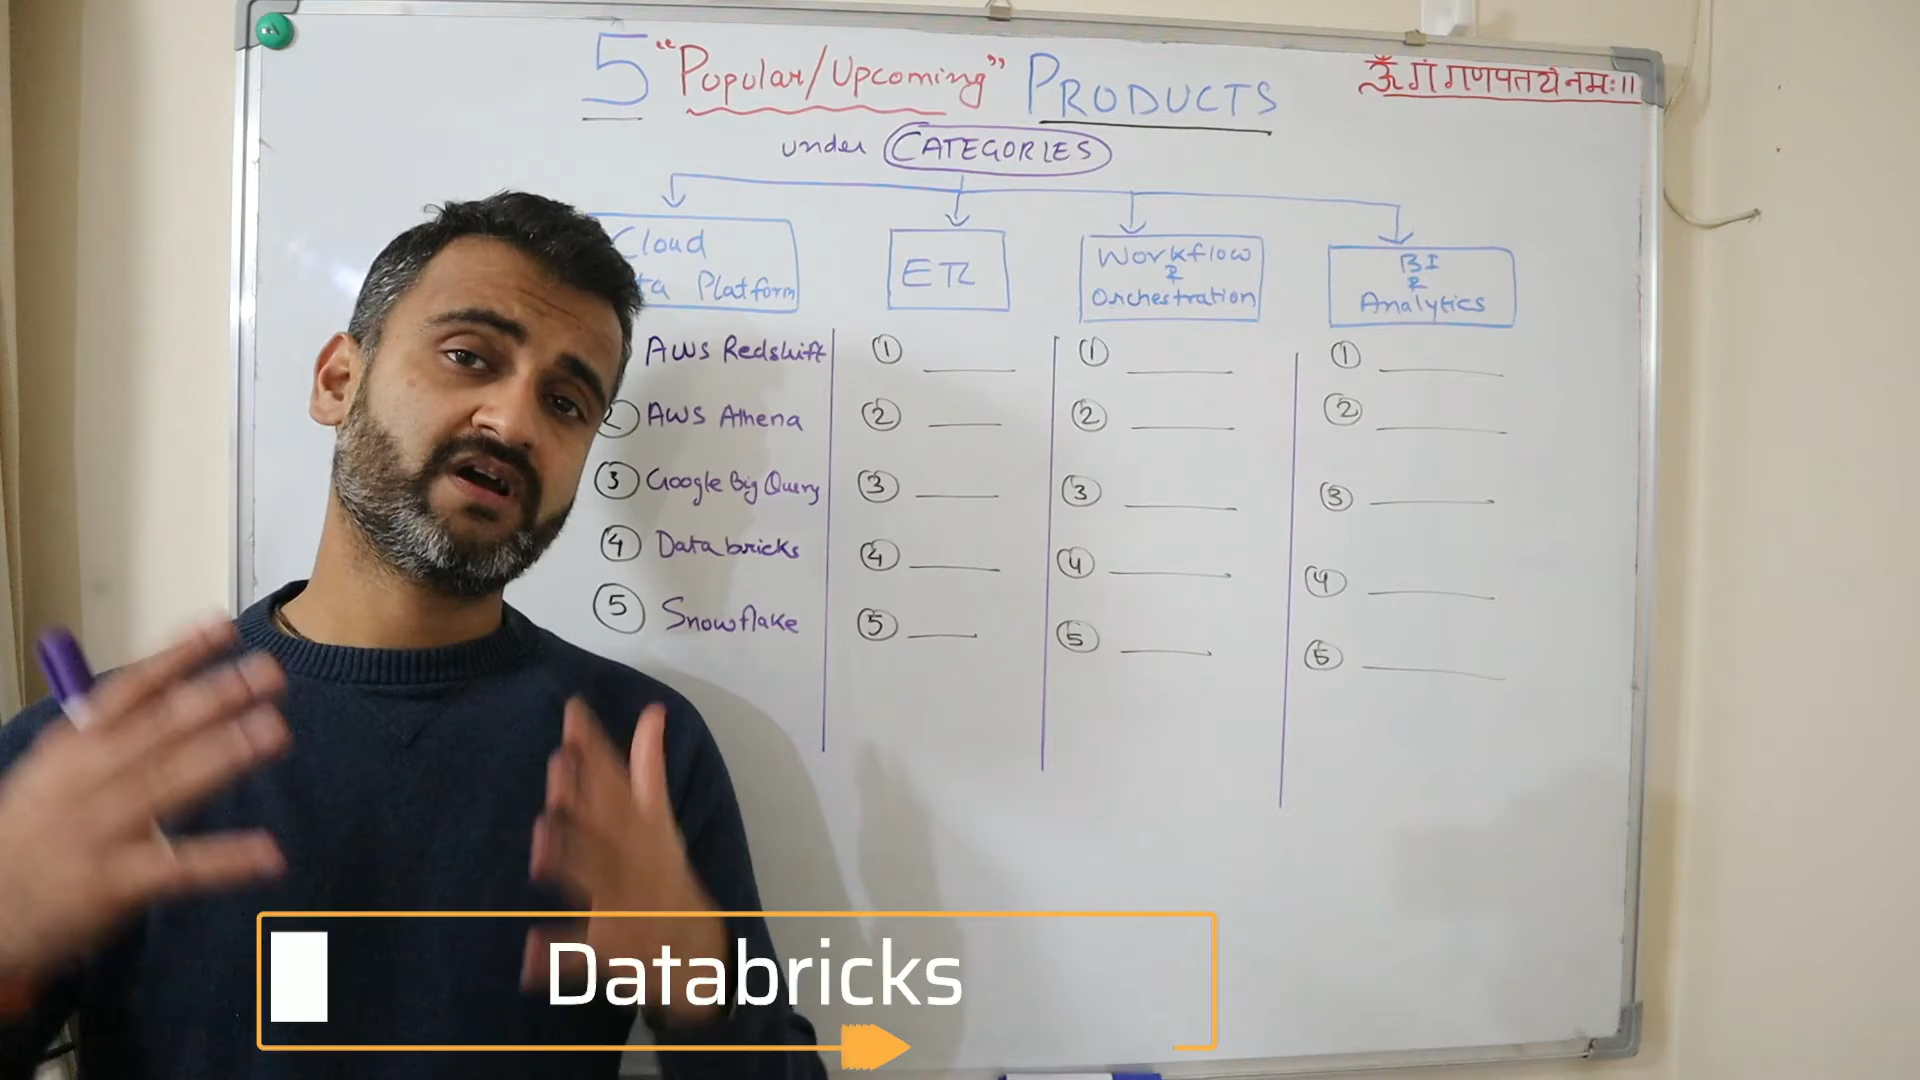 5 "Popular/Upcoming" PRODUCTS
ॐ गं गणपतये नमः॥
under CATEGORIES
Cloud
ta Platform
ETL
Workflow
&
Orchestration
BI
&
Analytics
AWS Redshift
2 AWS Athena
3 Google Big Query
4 Databricks
5 Snowflake
1
2
3
4
5
1
2
3
4
5
1
2
3
4
5
Databricks